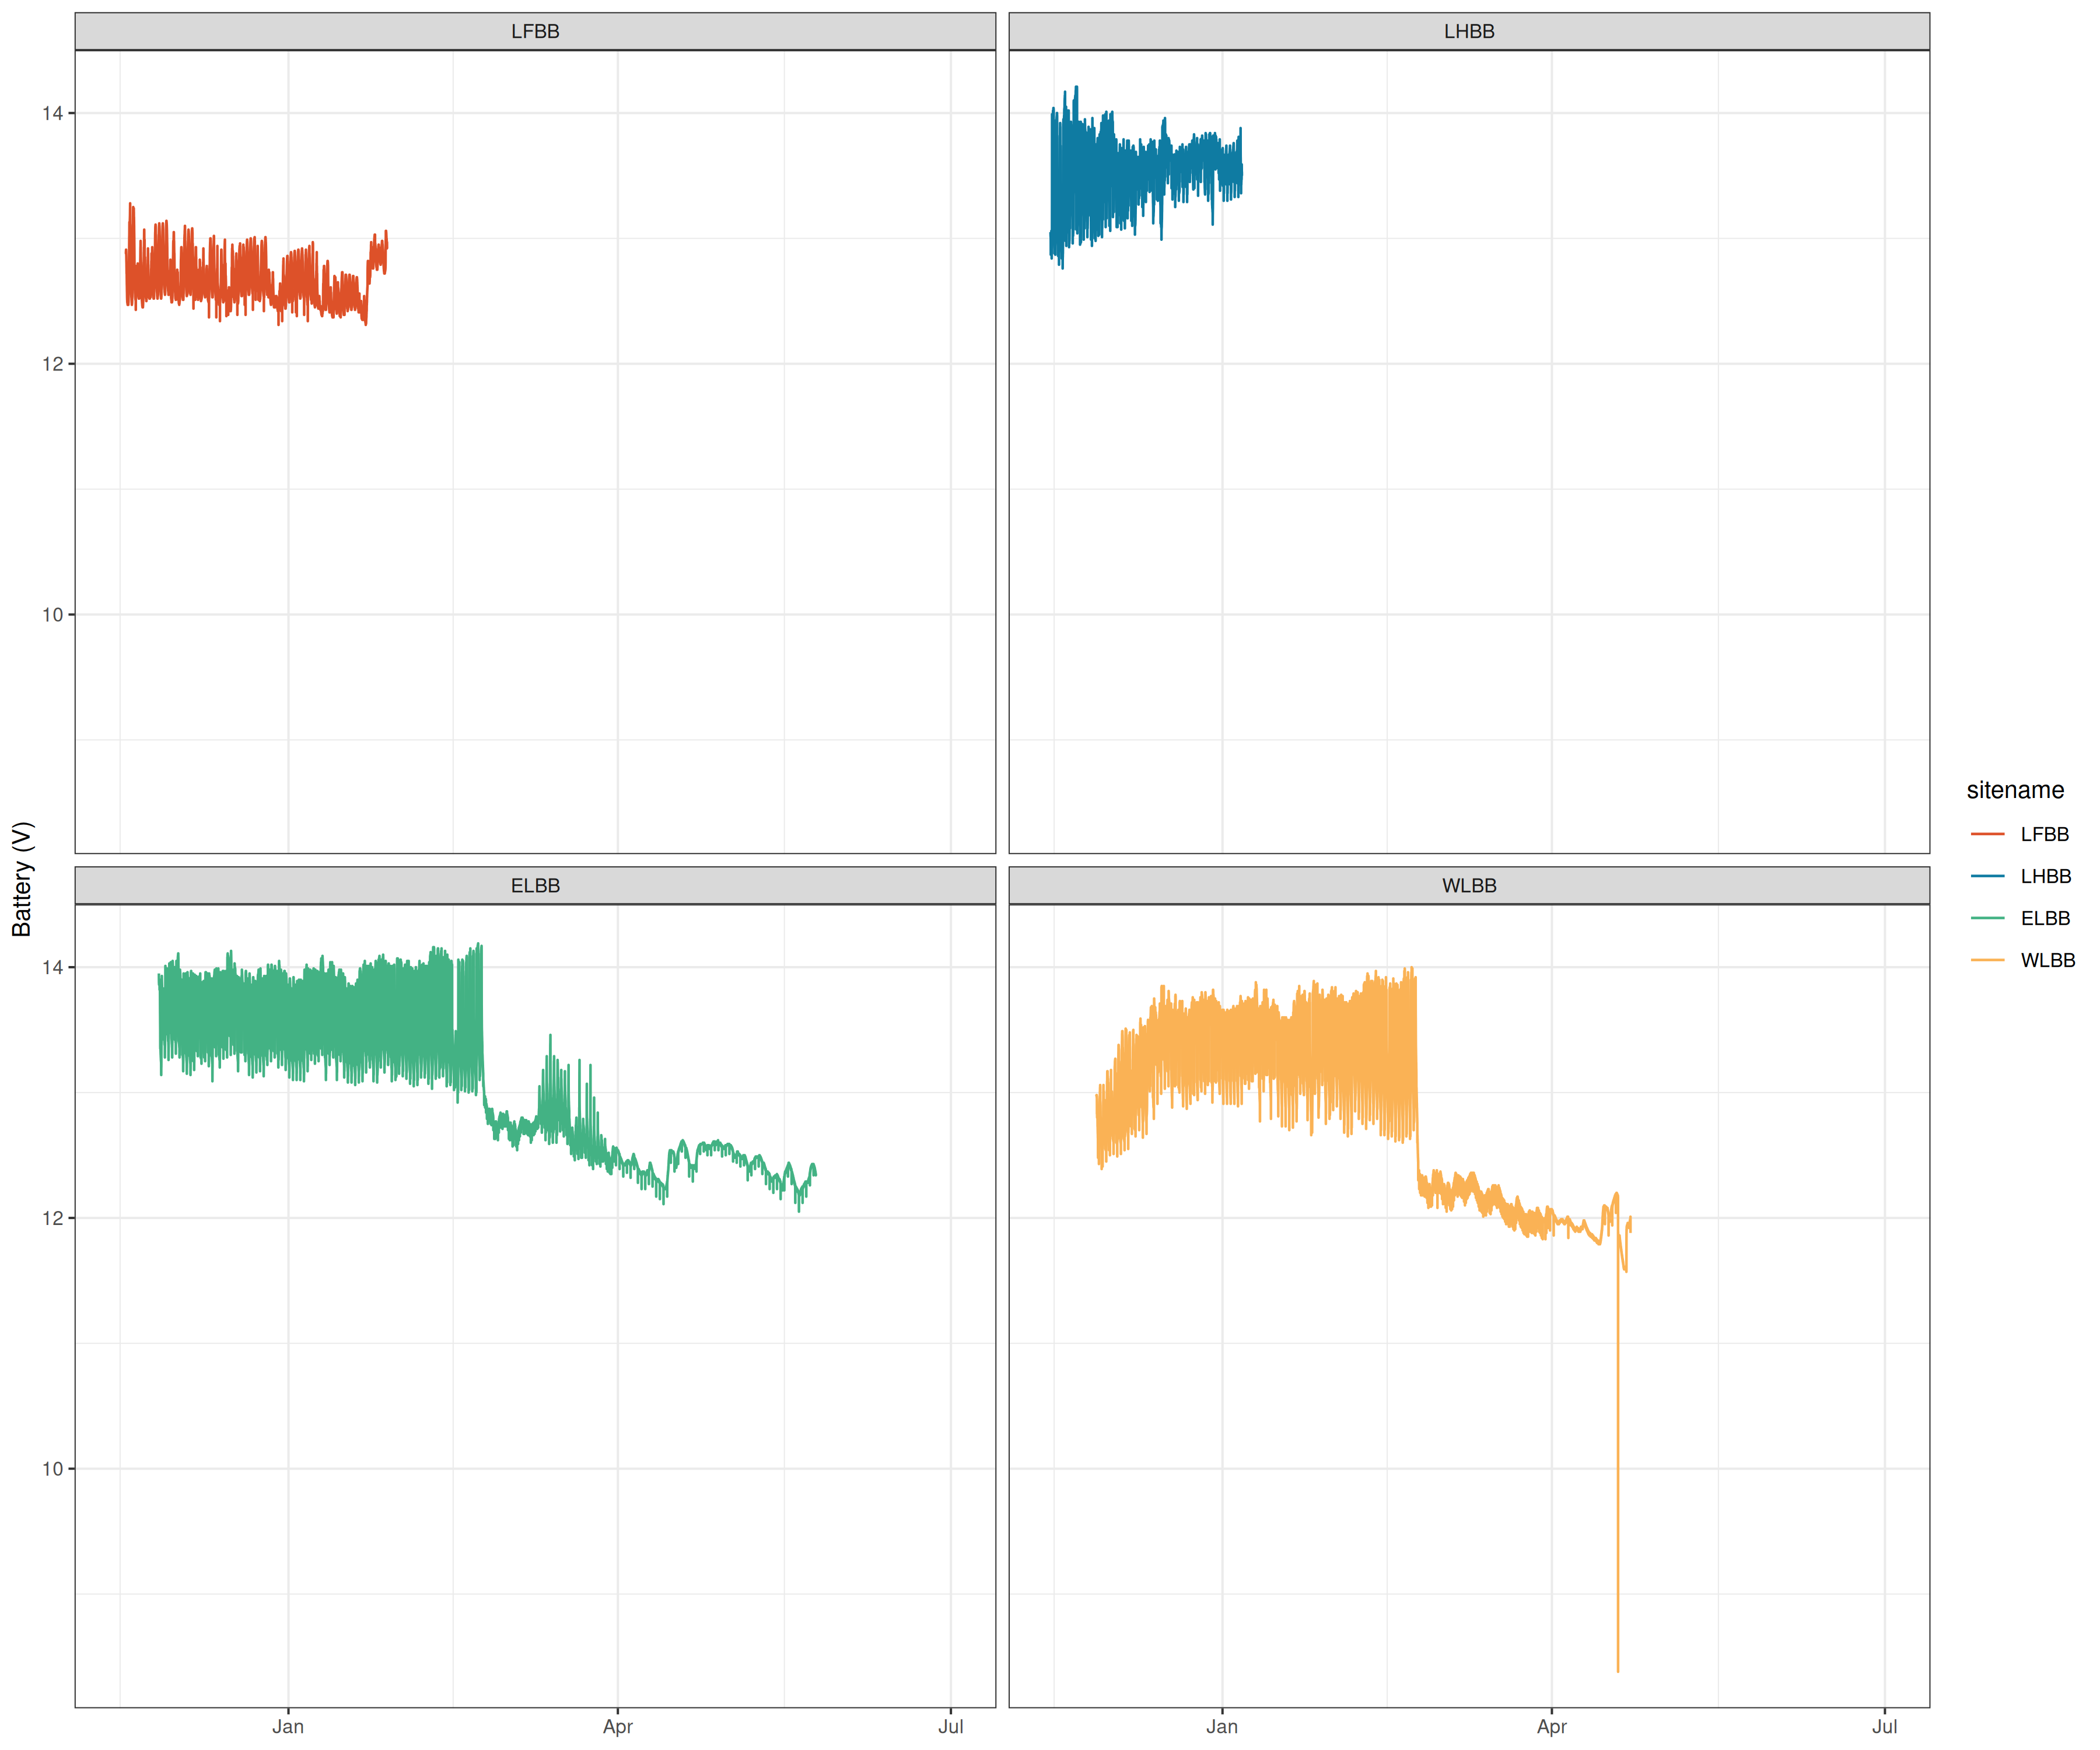 LFBB
LHBB
14
12
10
Battery (V)
ELBB
WLBB
14
12
10
Jan
Apr
Jul
Jan
Apr
Jul
sitename
LFBB
LHBB
ELBB
WLBB